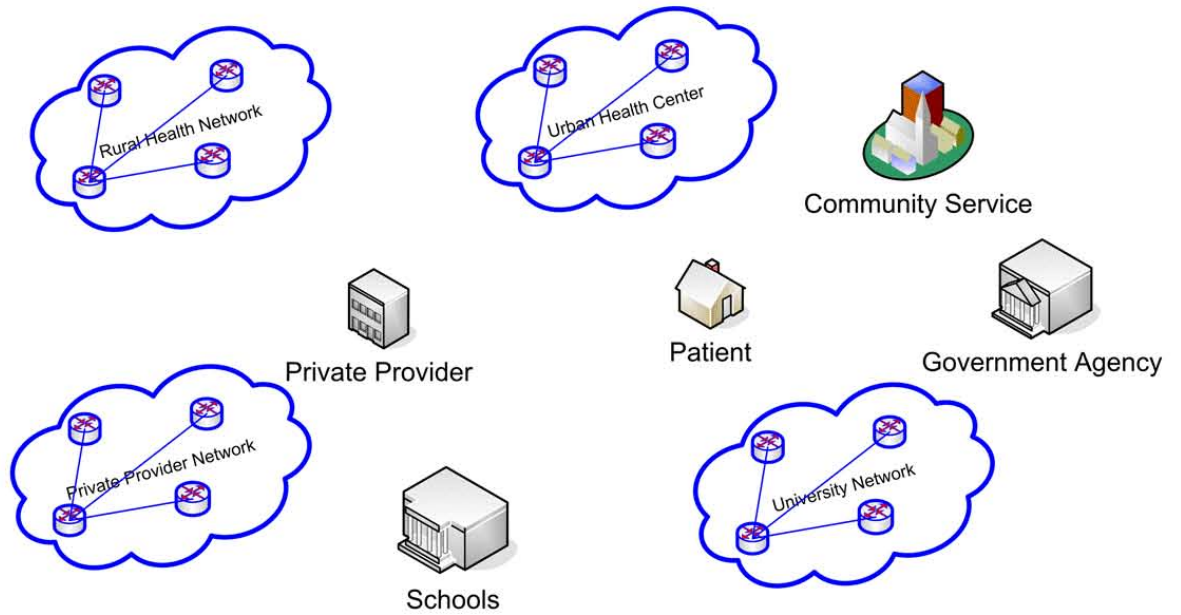 Rural Health Network
Urban Health Center
Community Service
Private Provider
Patient
Government Agency
Private Provider Network
University Network
Schools